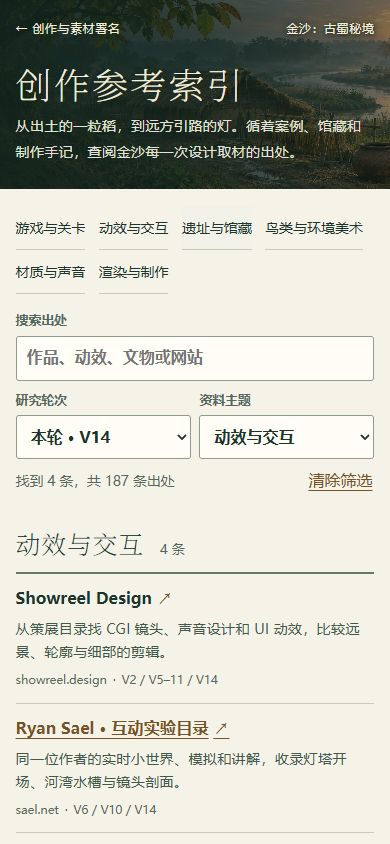 ← 创作与素材署名
金沙：古蜀秘境
创作参考索引
从出土的一粒稻，到远方引路的灯。循着案例、馆藏和
制作手记，查阅金沙每一次设计取材的出处。
游戏与关卡 动效与交互 遗址与馆藏 鸟类与环境美术
材质与声音 渲染与制作
搜索出处
作品、动效、文物或网站
研究轮次 资料主题
本轮 • V14 动效与交互
找到 4 条，共 187 条出处 清除筛选
动效与交互 4 条
Showreel Design ↗
从策展目录找 CGI 镜头、声音设计和 UI 动效，比较远
景、轮廓与细部的剪辑。
showreel.design · V2 / V5–11 / V14
Ryan Sael • 互动实验目录 ↗
同一位作者的实时小世界、模拟和讲解，收录灯塔开
场、河湾水槽与镜头剖面。
sael.net · V6 / V10 / V14